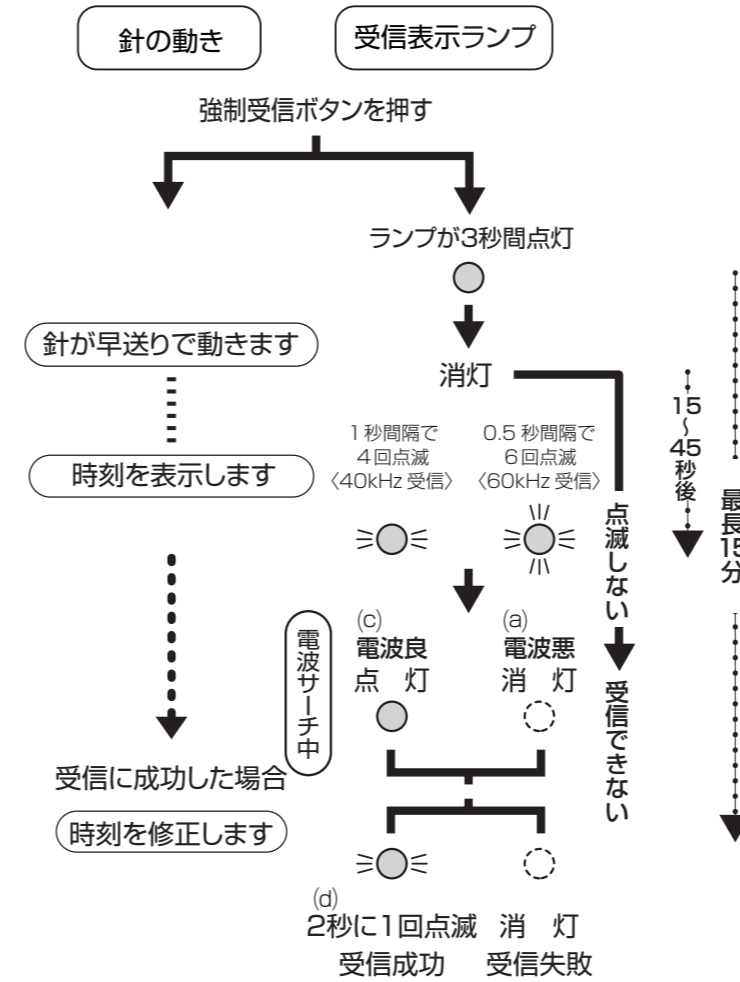 針の動き
受信表示ランプ
強制受信ボタンを押す
ランプが3秒間点灯
針が早送りで動きます
消灯
15～45秒後
最長15分
1秒間隔で
4回点滅
〈40kHz 受信〉
0.5 秒間隔で
6回点滅
〈60kHz 受信〉
時刻を表示します
点滅しない
受信できない
電波サーチ中
(c)
電波良
点 灯
(a)
電波悪
消 灯
受信に成功した場合
時刻を修正します
(d)
2秒に1回点滅
受信成功
消 灯
受信失敗